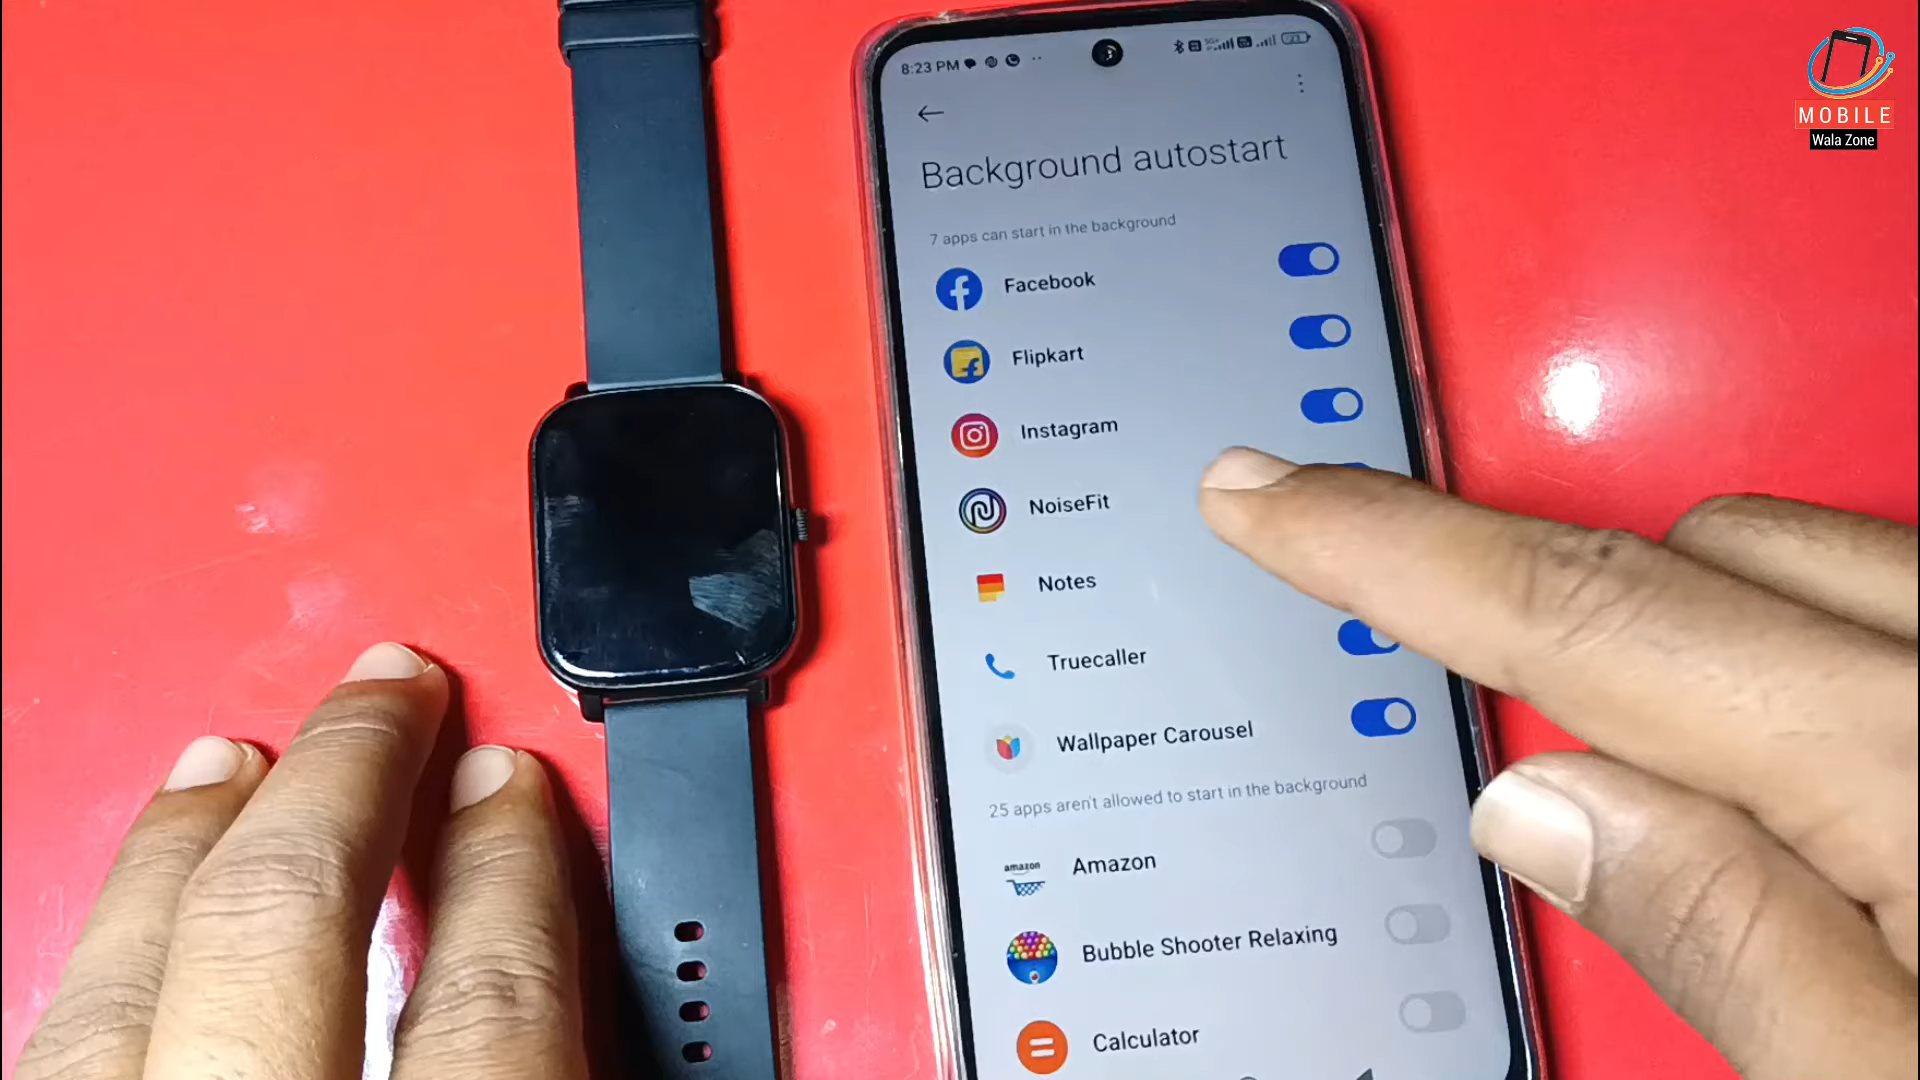 8:23 PM
MOBILE
Wala Zone
Background autostart
7 apps can start in the background
Facebook
Flipkart
Instagram
NoiseFit
Notes
Truecaller
Wallpaper Carousel
25 apps aren't allowed to start in the background
amazon
Amazon
Bubble Shooter Relaxing
Calculator